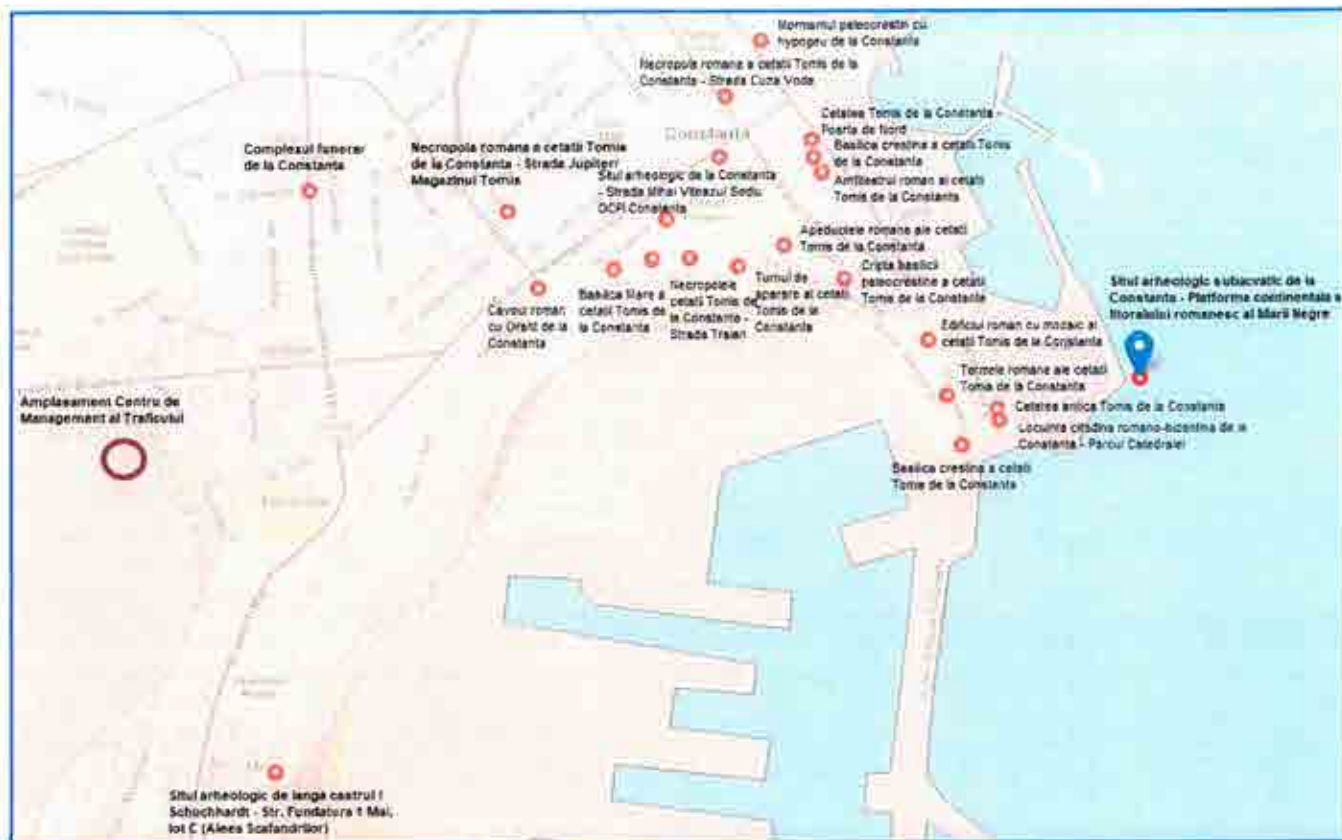 Mormantul paleocrestin cu
hypogeu de la Constanta
Necropola romana a cetatii Tomis de la
Constanta - Strada Cuza Voda
Cetatea Tomis de la Constanta -
Poarta de Nord
Constanta
Basilica crestina a cetatii Tomis
de la Constanta
Complexul funerar
de la Constanta
Necropola romana a cetatii Tomis
de la Constanta - Strada Jupiter/
Magazinul Tomis
Situl arheologic de la Constanta
- Strada Mihai Viteazul Sediu
OCPI Constanta
Amfiteatrul roman al cetatii
Tomis de la Constanta
Apeductele romane ale cetatii
Tomis de la Constanta
Cripta basilicii
paleocrestine a cetatii
Tomis de la Constanta
Situl arheologic subacvatic de la
Constanta - Platforma continentala a
litoralului romanesc al Marii Negre
Cavoul roman
cu Orant de la
Constanta
Basilica Mare a
cetatii Tomis de
la Constanta
Necropolele
cetatii Tomis de
la Constanta -
Strada Traian
Turnul de
aparare al cetatii
Tomis de la
Constanta
Edificiul roman cu mozaic al
cetatii Tomis de la Constanta
Termele romane ale cetatii
Tomis de la Constanta
Cetatea antica Tomis de la Constanta
Locuinta citadina romano-bizantina de la
Constanta - Parcul Catedralei
Basilica crestina a cetatii
Tomis de la Constanta
Amplasament Centru de
Management al Traficului
Situl arheologic de langa castrul I
Schuchhardt - Str. Fundatura 1 Mai,
lot C (Aleea Scafandrilor)